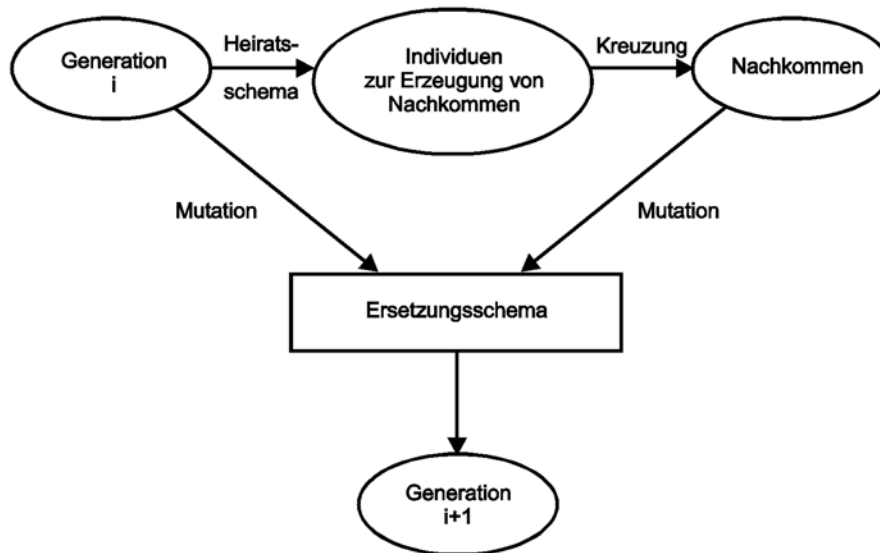 Generation
i
Heirats-
schema
Individuen
zur Erzeugung von
Nachkommen
Kreuzung
Nachkommen
Mutation
Mutation
Ersetzungsschema
Generation
i+1